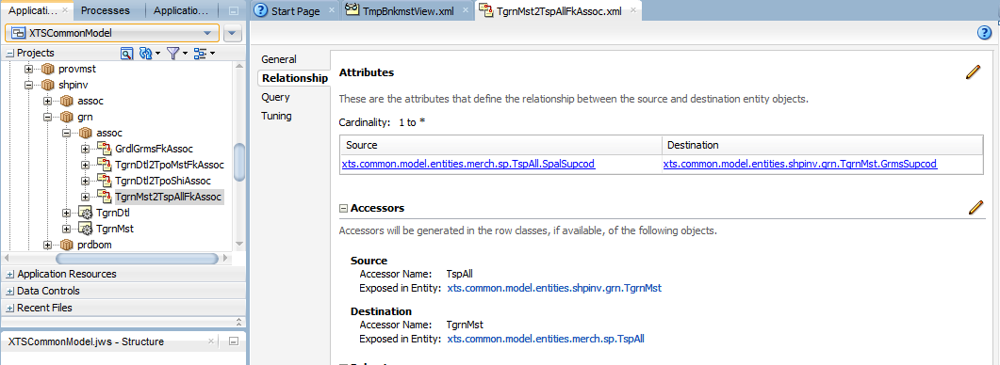 Applicati...
Processes
Applicatio...
XTSCommonModel
Projects
provmst
shpinv
assoc
grn
assoc
GrdlGrmsFkAssoc
TgrnDtl2TpoMstFkAssoc
TgrnDtl2TpoShiAssoc
TgrnMst2TspAllFkAssoc
TgrnDtl
TgrnMst
prdbom
Application Resources
Data Controls
Recent Files
XTSCommonModel.jws - Structure
Start Page
TmpBnkmstView.xml
TgrnMst2TspAllFkAssoc.xml
General
Relationship
Query
Tuning
Attributes
These are the attributes that define the relationship between the source and destination entity objects.
Cardinality: 1 to *
Source Destination
xts.common.model.entities.merch.sp.TspAll.SpalSupcod xts.common.model.entities.shpinv.grn.TgrnMst.GrmsSupcod
Accessors
Accessors will be generated in the row classes, if available, of the following objects.
Source
Accessor Name: TspAll
Exposed in Entity: xts.common.model.entities.shpinv.grn.TgrnMst
Destination
Accessor Name: TgrnMst
Exposed in Entity: xts.common.model.entities.merch.sp.TspAll